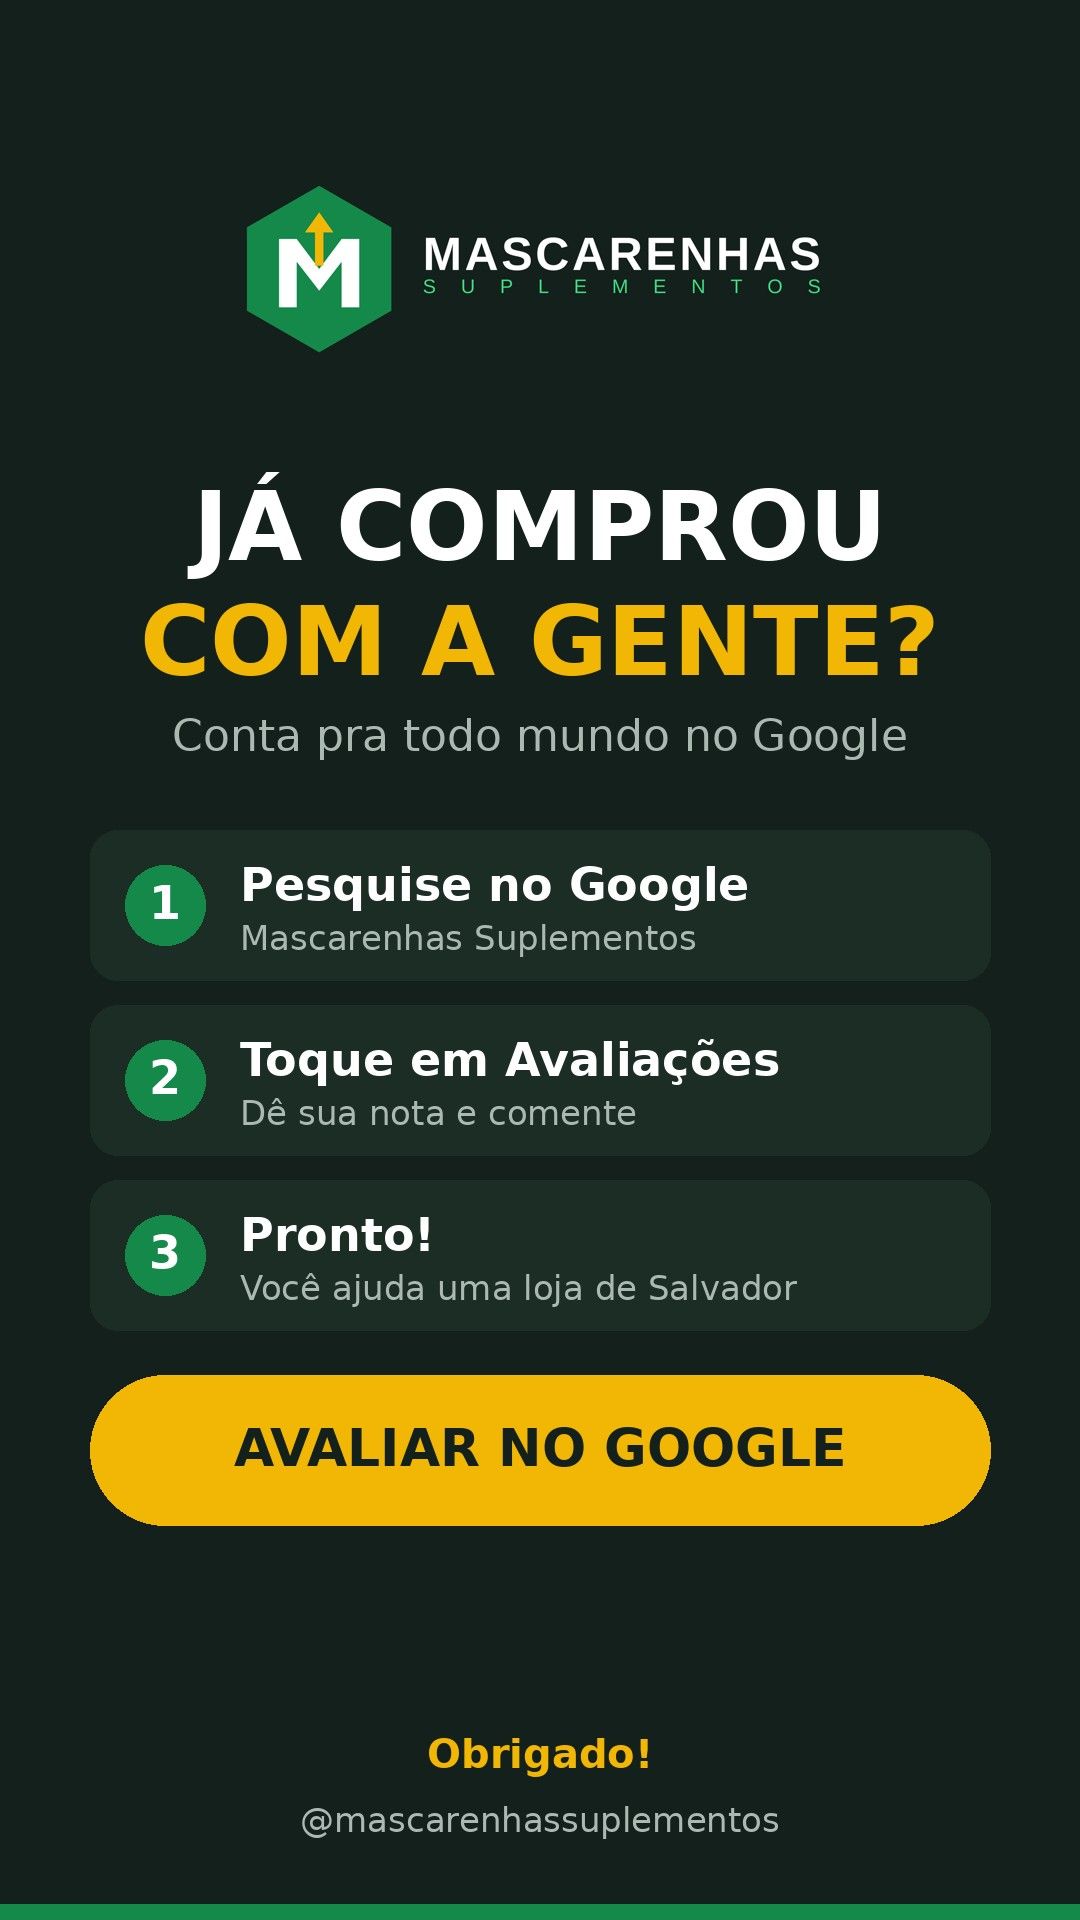 M
MASCARENHAS
SUPLEMENTOS
JÁ COMPROU
COM A GENTE?
Conta pra todo mundo no Google
1
Pesquise no Google
Mascarenhas Suplementos
2
Toque em Avaliações
Dê sua nota e comente
3
Pronto!
Você ajuda uma loja de Salvador
AVALIAR NO GOOGLE
Obrigado!
@mascarenhassuplementos